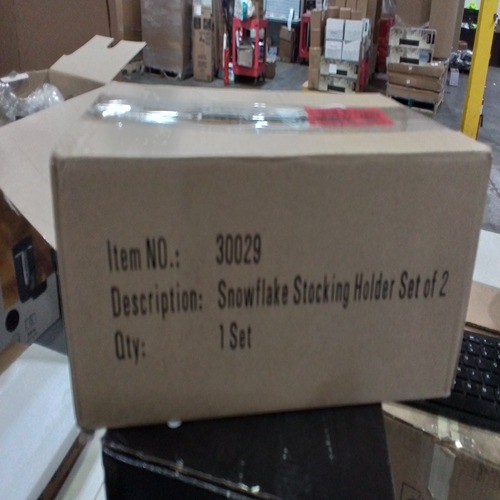 Item NO.: 30029
Description: Snowflake Stocking Holder Set of 2
Qty: 1 Set